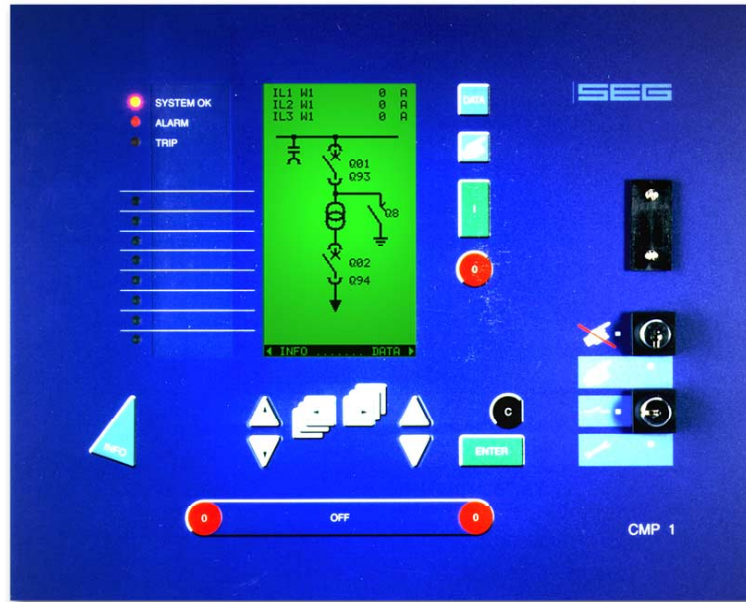 SYSTEM OK
ALARM
TRIP
IL1 W1 0 A
IL2 W1 0 A
IL3 W1 0 A
Q01
Q93
Q8
Q02
Q94
INFO ....... DATA
DATA
I
0
SEG
INFO
C
ENTER
0 OFF 0
CMP 1